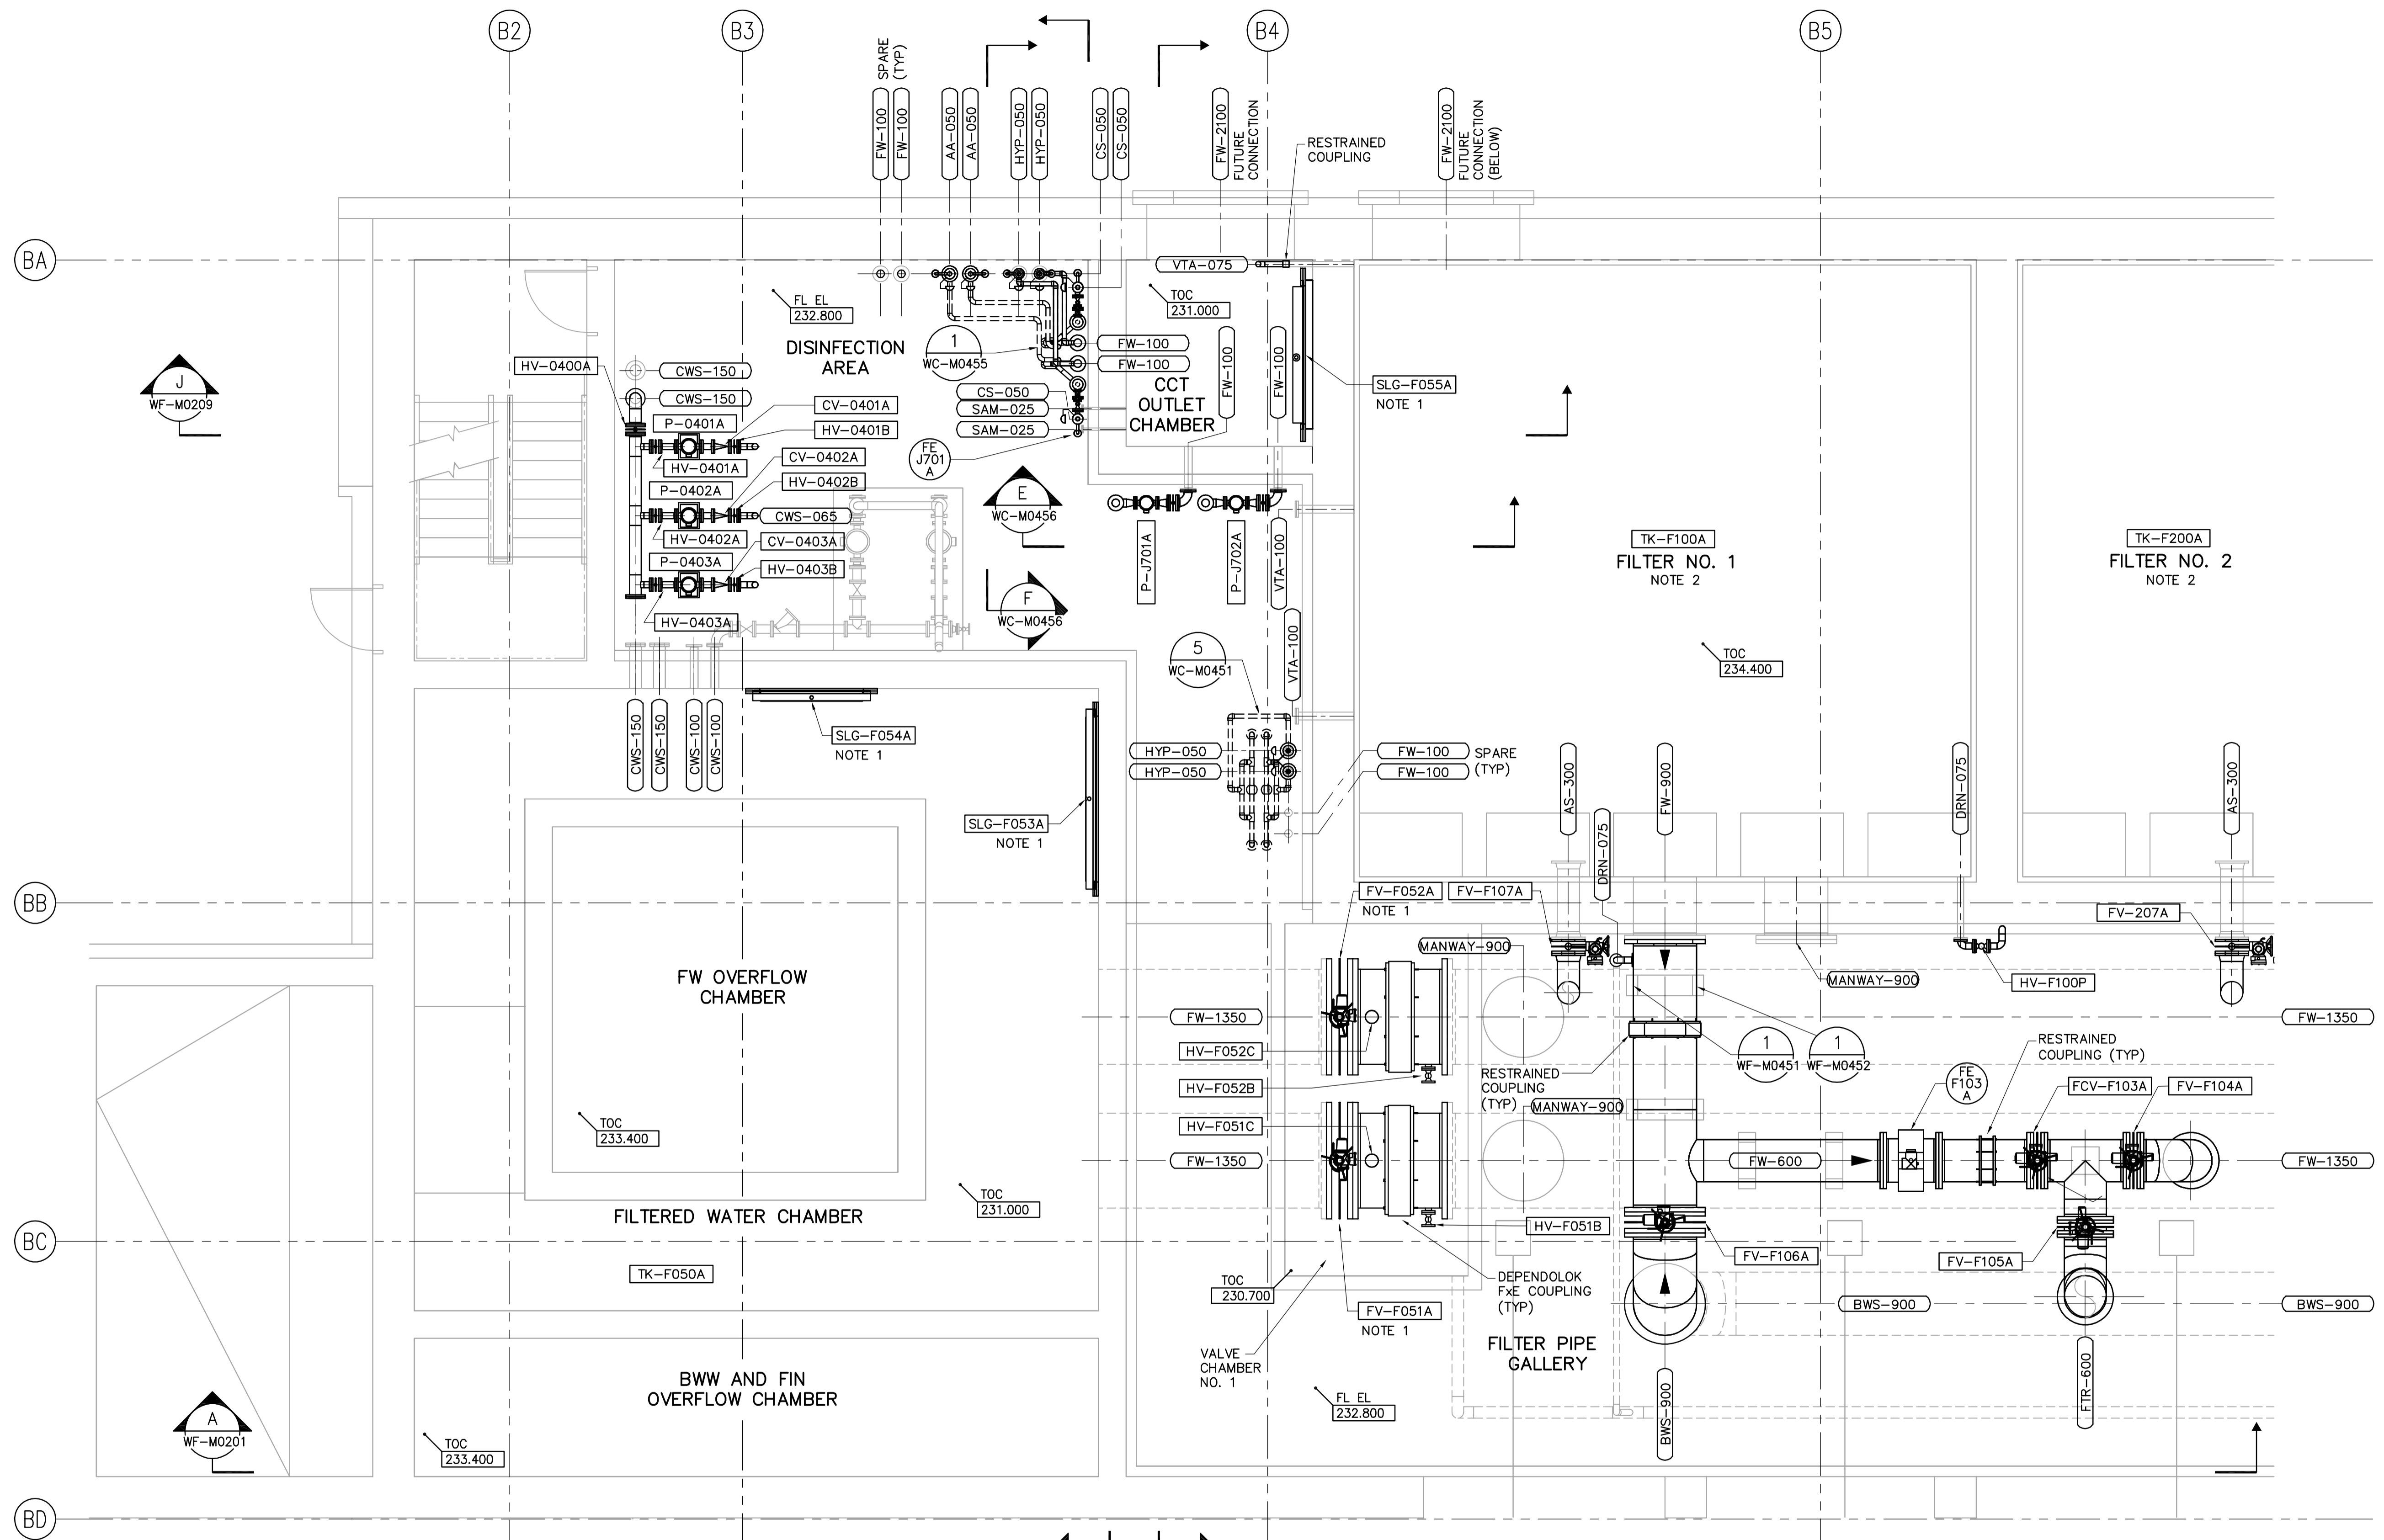 B2
B3
B4
B5
SPARE
(TYP)
FW-100
FW-100
AA-050
AA-050
HYP-050
HYP-050
CS-050
CS-050
FW-2100
FUTURE
CONNECTION
RESTRAINED
COUPLING
FW-2100
FUTURE
CONNECTION
(BELOW)
BA
VTA-075
FL EL
232.800
TOC
231.000
DISINFECTION
AREA
1
WC-M0455
FW-100
FW-100
FW-100
FW-100
CCT
OUTLET
CHAMBER
SLG-F055A
NOTE 1
J
WF-M0209
HV-0400A
CWS-150
CWS-150
P-0401A
CV-0401A
HV-0401B
HV-0401A
CV-0402A
P-0402A
HV-0402B
CWS-065
HV-0402A
CV-0403A
P-0403A
HV-0403B
HV-0403A
CS-050
SAM-025
SAM-025
FE
J701
A
E
WC-M0456
F
WC-M0456
P-J701A
P-J702A
VTA-100
VTA-100
TK-F100A
FILTER NO. 1
NOTE 2
TK-F200A
FILTER NO. 2
NOTE 2
TOC
234.400
5
WC-M0451
CWS-150
CWS-150
CWS-100
CWS-100
SLG-F054A
NOTE 1
HYP-050
HYP-050
FW-100
FW-100
SPARE
(TYP)
AS-300
FW-900
DRN-075
DRN-075
AS-300
SLG-F053A
NOTE 1
BB
FV-F052A
NOTE 1
FV-F107A
MANWAY-900
FV-207A
MANWAY-900
HV-F100P
FW OVERFLOW
CHAMBER
FW-1350
FW-1350
HV-F052C
HV-F052B
RESTRAINED
COUPLING
(TYP)
1
WF-M0451
1
WF-M0452
RESTRAINED
COUPLING (TYP)
FE
F103
A
FCV-F103A
FV-F104A
MANWAY-900
HV-F051C
TOC
233.400
FW-1350
FW-600
FW-1350
TOC
231.000
FILTERED WATER CHAMBER
HV-F051B
BC
FV-F106A
FV-F105A
TK-F050A
TOC
230.700
DEPENDOLOK
FxE COUPLING
(TYP)
FV-F051A
NOTE 1
BWS-900
BWS-900
FILTER PIPE
GALLERY
VALVE
CHAMBER
NO. 1
BWW AND FIN
OVERFLOW CHAMBER
FL EL
232.800
BWS-900
FTR-600
A
WF-M0201
TOC
233.400
BD